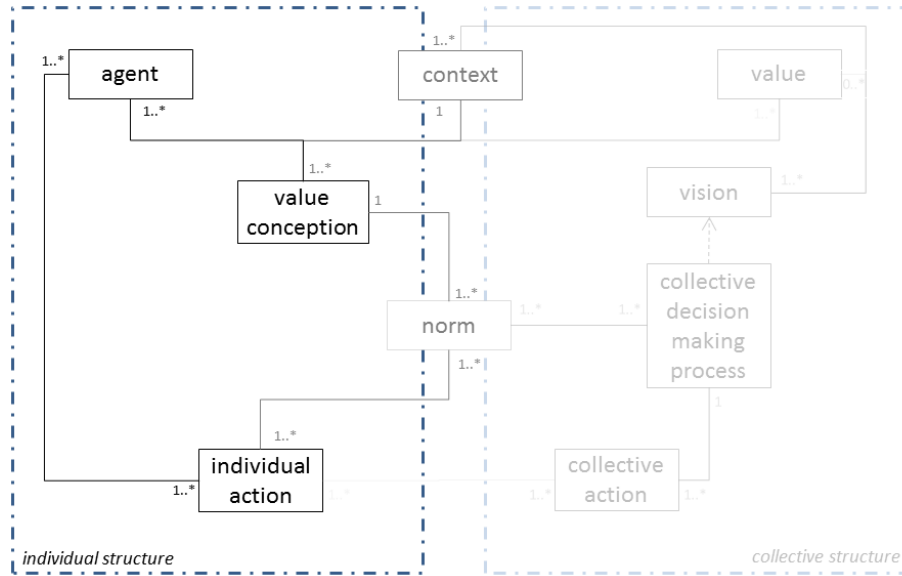 1..*
1..*
agent
context
value
0..*
1..*
1
1..*
1..*
1..*
value
conception
1
vision
collective
decision
making
process
1..*
norm
1..*
1..*
1..*
1
1..*
individual
action
collective
action
1..*
1..*
1..*
1..*
individual structure
collective structure